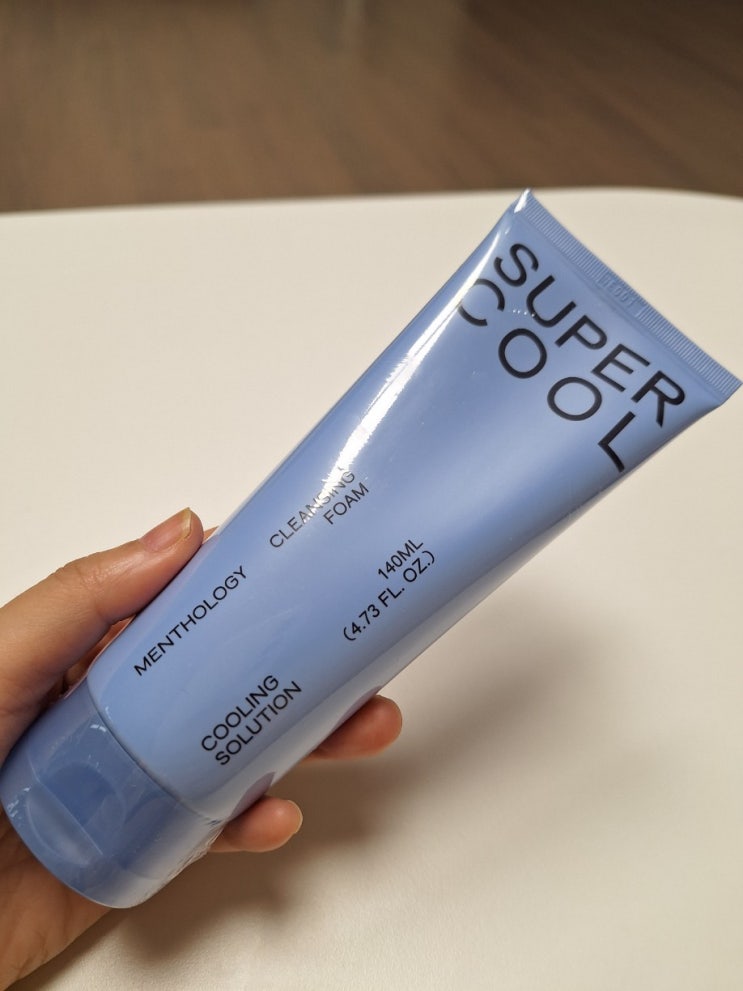 SUPER
COOL
CLEANSING
FOAM
140ML
(4.73 FL. OZ.)
MENTHOLOGY
COOLING
SOLUTION